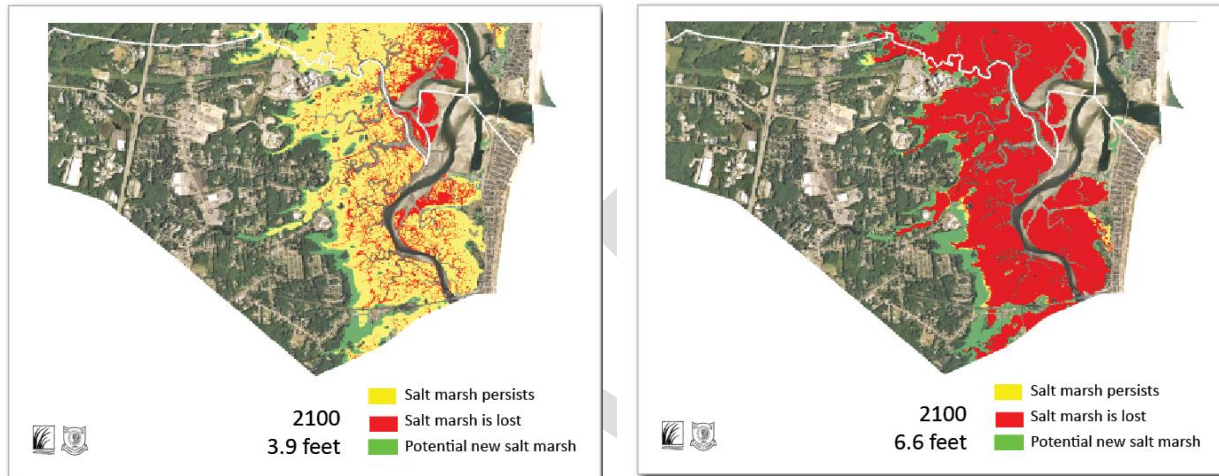 2100
3.9 feet
Salt marsh persists
Salt marsh is lost
Potential new salt marsh
2100
6.6 feet
Salt marsh persists
Salt marsh is lost
Potential new salt marsh